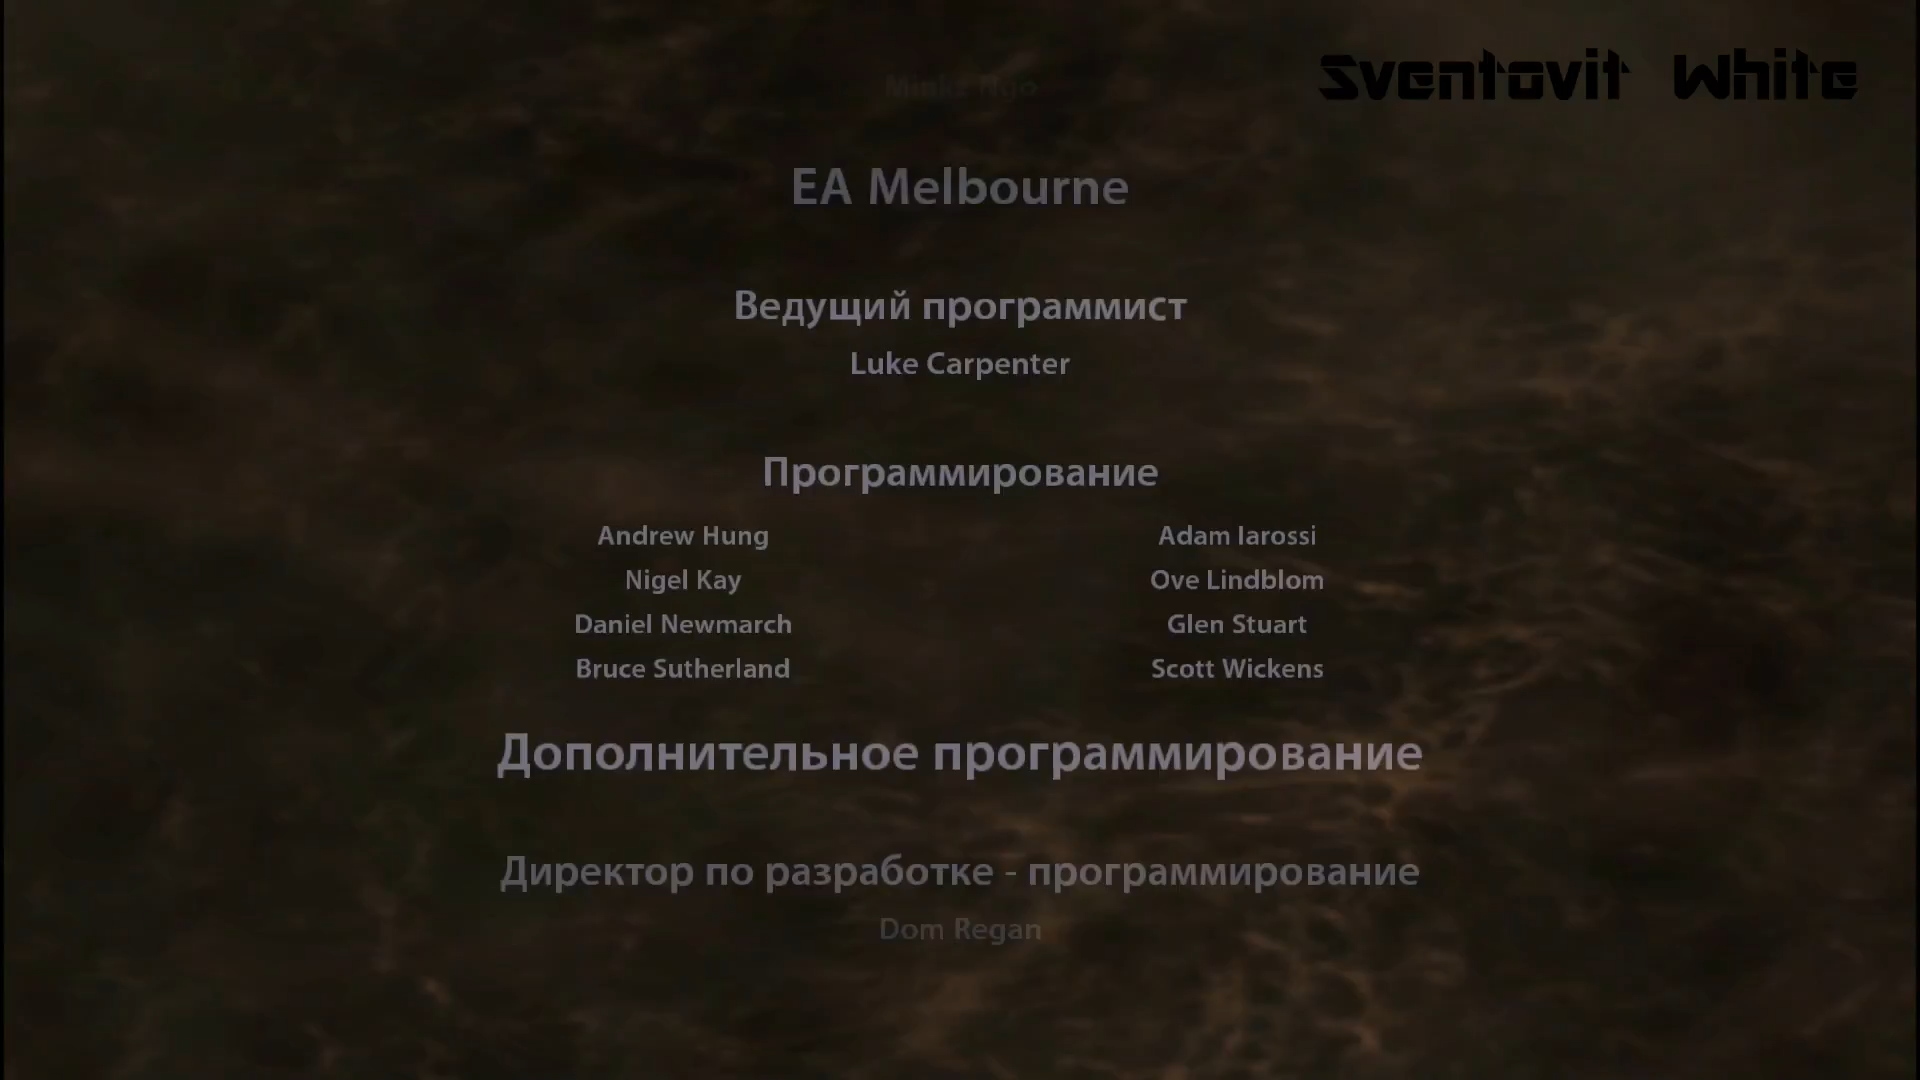 Sventovit White
EA Melbourne
Ведущий программист
Luke Carpenter
Программирование
Andrew Hung Adam Iarossi
Nigel Kay Ove Lindblom
Daniel Newmarch Glen Stuart
Bruce Sutherland Scott Wickens
Дополнительное программирование
Директор по разработке - программирование
Dom Regan